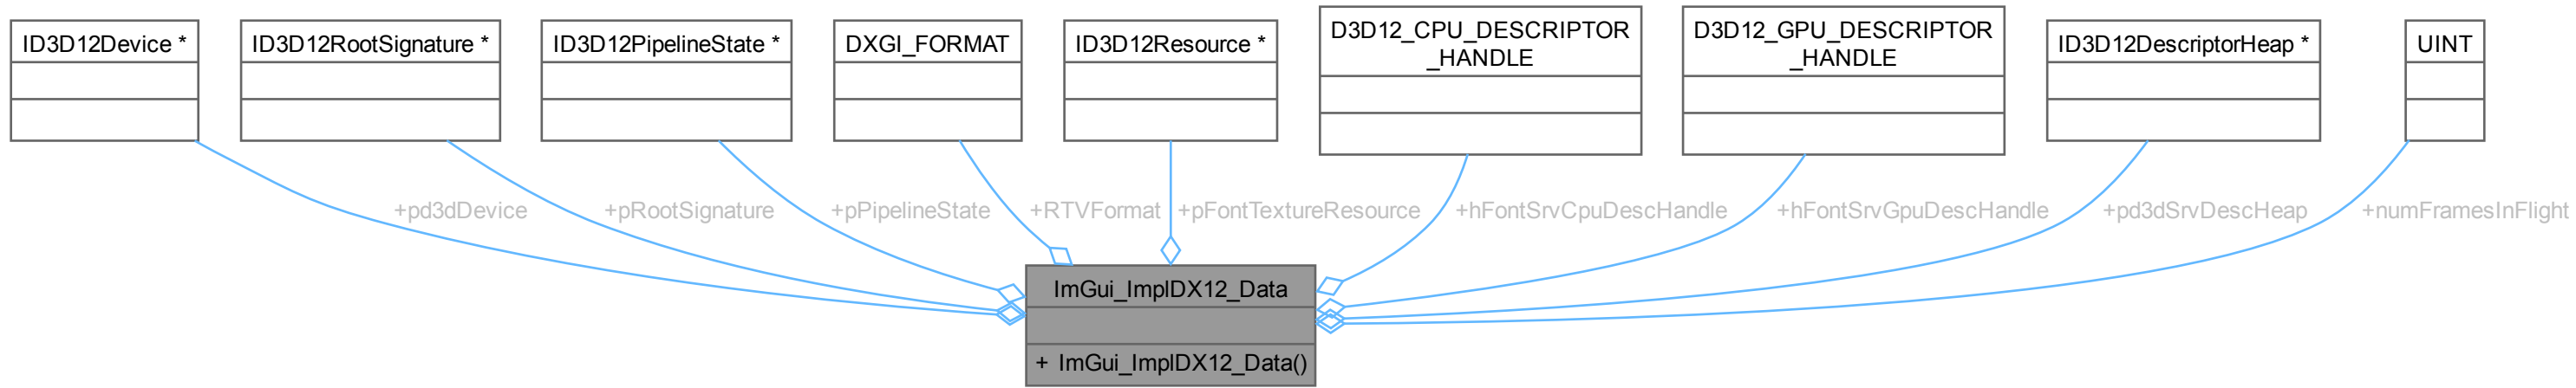 ID3D12Device *
ID3D12RootSignature *
ID3D12PipelineState *
DXGI_FORMAT
ID3D12Resource *
D3D12_CPU_DESCRIPTOR
_HANDLE
D3D12_GPU_DESCRIPTOR
_HANDLE
ID3D12DescriptorHeap *
UINT
+pd3dDevice
+pRootSignature
+pPipelineState
+RTVFormat
+pFontTextureResource
+hFontSrvCpuDescHandle
+hFontSrvGpuDescHandle
+pd3dSrvDescHeap
+numFramesInFlight
ImGui_ImplDX12_Data
+ ImGui_ImplDX12_Data()